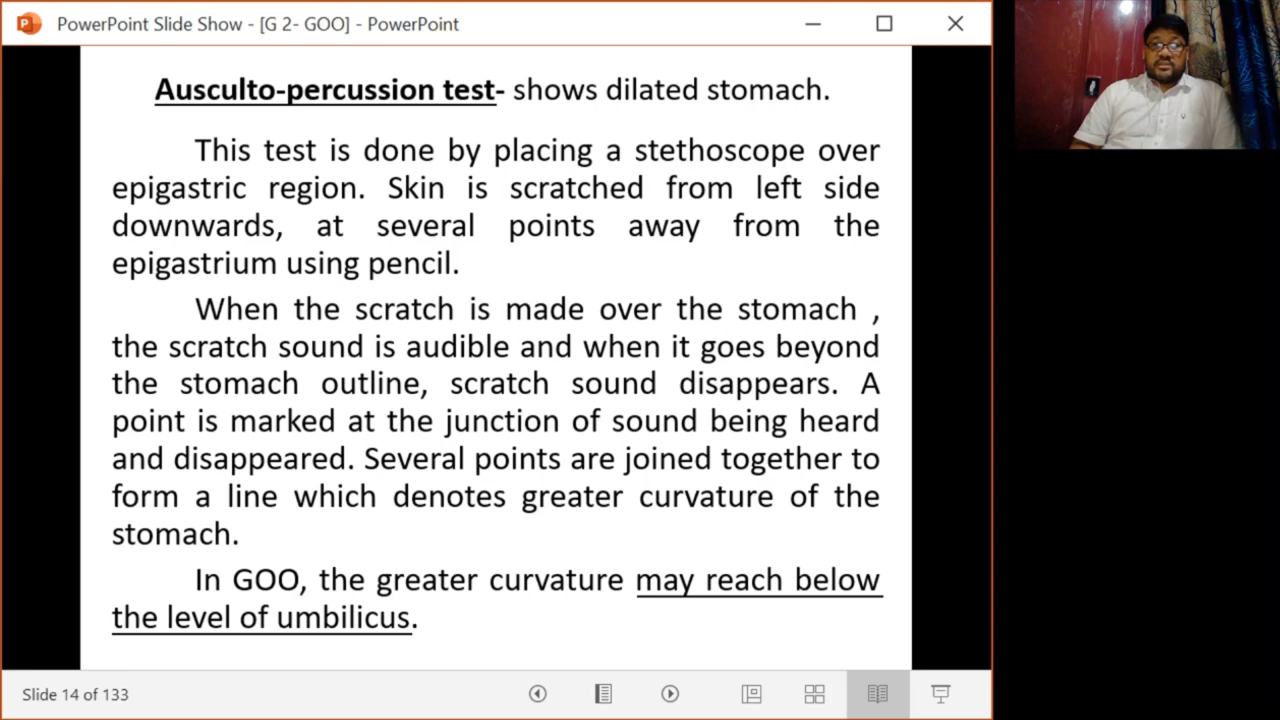 PowerPoint Slide Show - [G 2- GOO] - PowerPoint
Ausculto-percussion test- shows dilated stomach.
This test is done by placing a stethoscope over
epigastric region. Skin is scratched from left side
downwards, at several points away from the
epigastrium using pencil.
When the scratch is made over the stomach ,
the scratch sound is audible and when it goes beyond
the stomach outline, scratch sound disappears. A
point is marked at the junction of sound being heard
and disappeared. Several points are joined together to
form a line which denotes greater curvature of the
stomach.
In GOO, the greater curvature may reach below
the level of umbilicus.
Slide 14 of 133